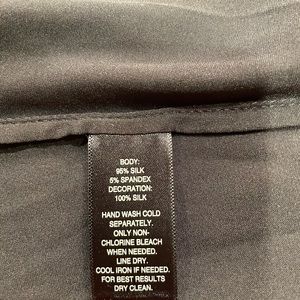 BODY:
95% SILK
5% SPANDEX
DECORATION:
100% SILK
HAND WASH COLD
SEPARATELY.
ONLY NON-
CHLORINE BLEACH
WHEN NEEDED.
LINE DRY.
COOL IRON IF NEEDED.
FOR BEST RESULTS
DRY CLEAN.